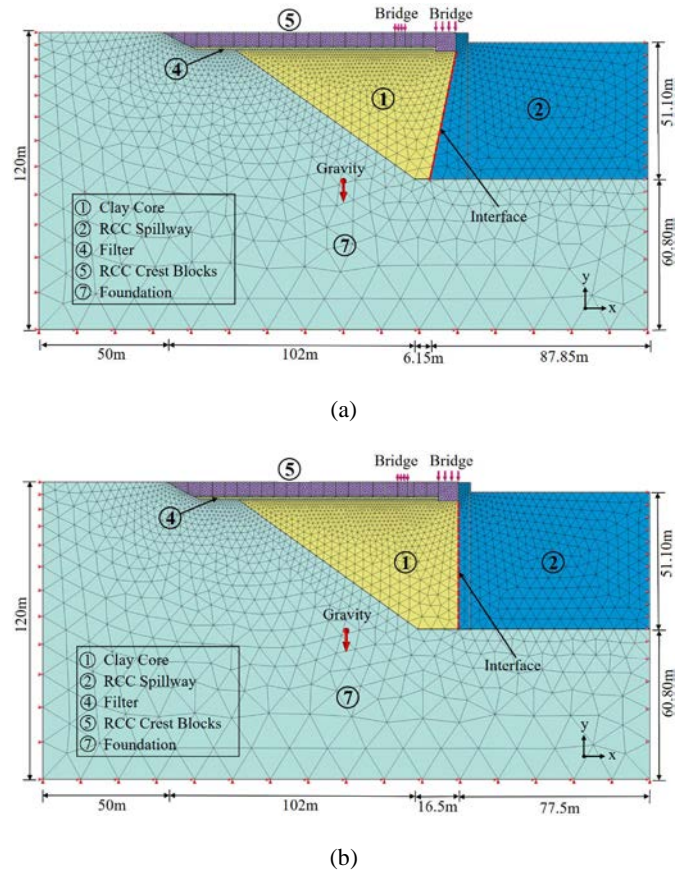 ⑤
Bridge Bridge
④
①
②
51.10m
120m
Gravity
Interface
① Clay Core
② RCC Spillway
④ Filter
⑤ RCC Crest Blocks
⑦ Foundation
⑦
60.80m
y
x
50m 102m 6.15m 87.85m
(a)
⑤
Bridge Bridge
④
①
②
51.10m
120m
Gravity
Interface
① Clay Core
② RCC Spillway
④ Filter
⑤ RCC Crest Blocks
⑦ Foundation
⑦
60.80m
y
x
50m 102m 16.5m 77.5m
(b)